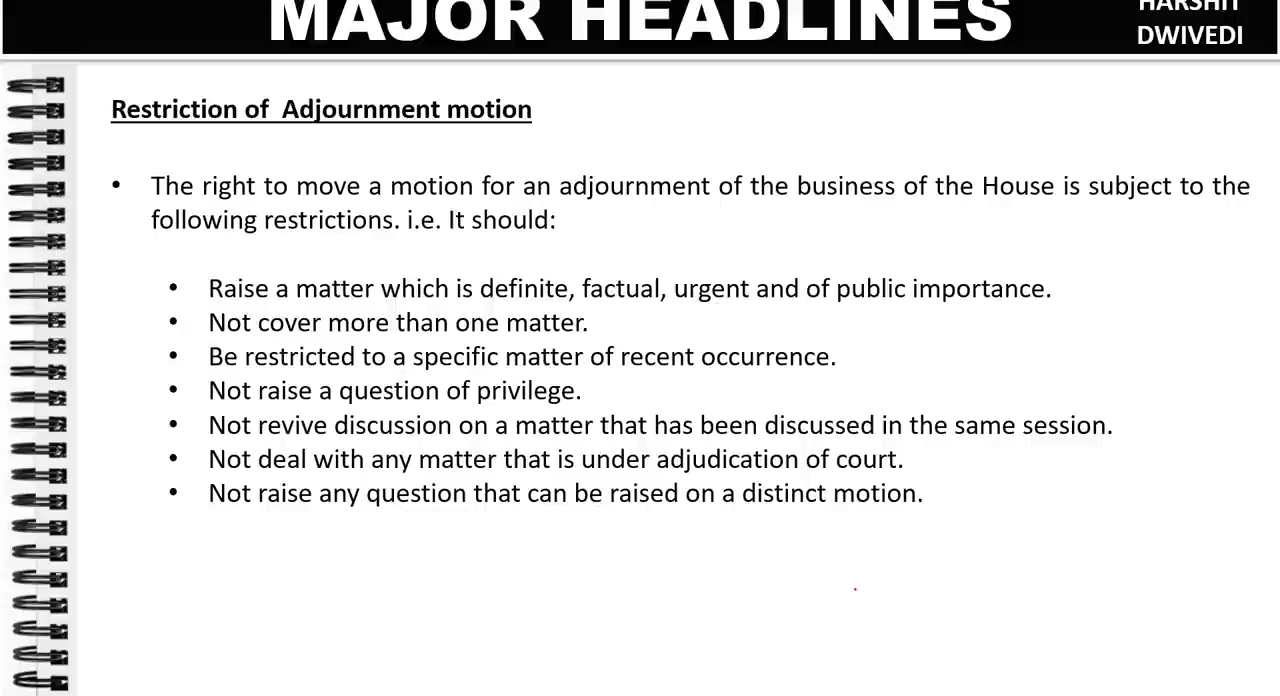 MAJOR HEADLINES
HARSHIT
DWIVEDI
Restriction of Adjournment motion
• The right to move a motion for an adjournment of the business of the House is subject to the
following restrictions. i.e. It should:
• Raise a matter which is definite, factual, urgent and of public importance.
• Not cover more than one matter.
• Be restricted to a specific matter of recent occurrence.
• Not raise a question of privilege.
• Not revive discussion on a matter that has been discussed in the same session.
• Not deal with any matter that is under adjudication of court.
• Not raise any question that can be raised on a distinct motion.